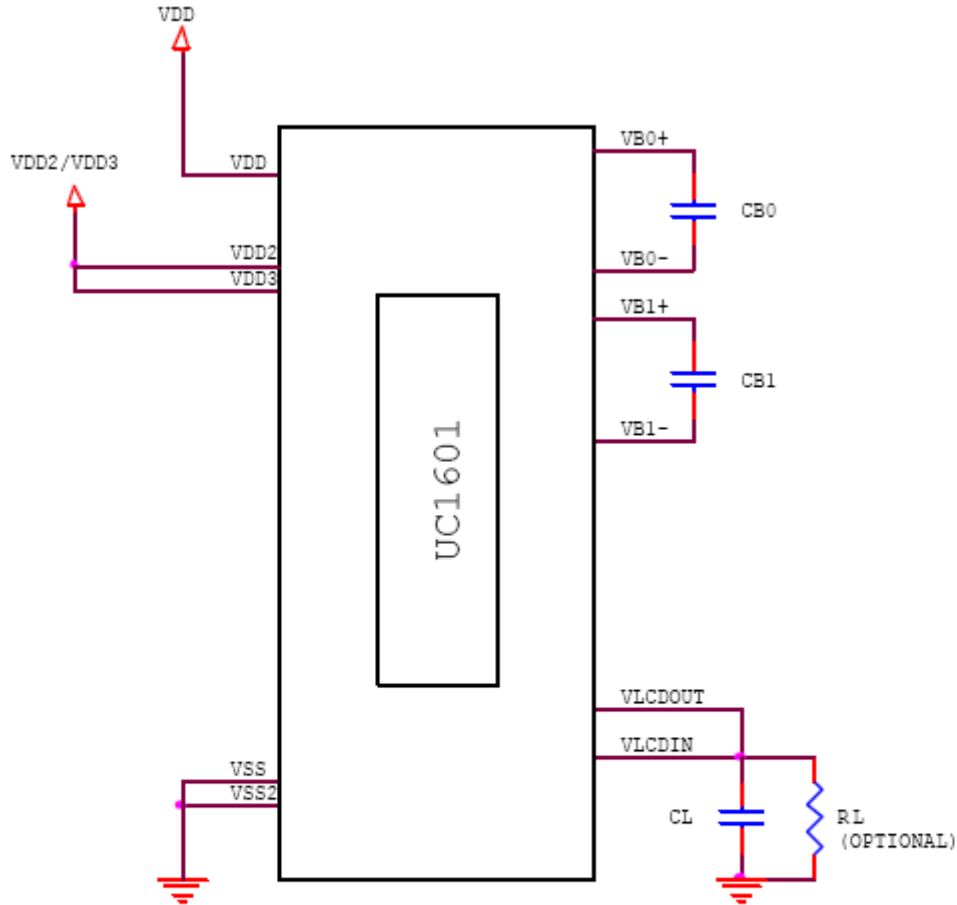 VDD
VDD2/VDD3
VDD
VDD2
VDD3
VSS
VSS2
UC1601
VB0+
CB0
VB0-
VB1+
CB1
VB1-
VLCDOUT
VLCDIN
CL
RL
(OPTIONAL)